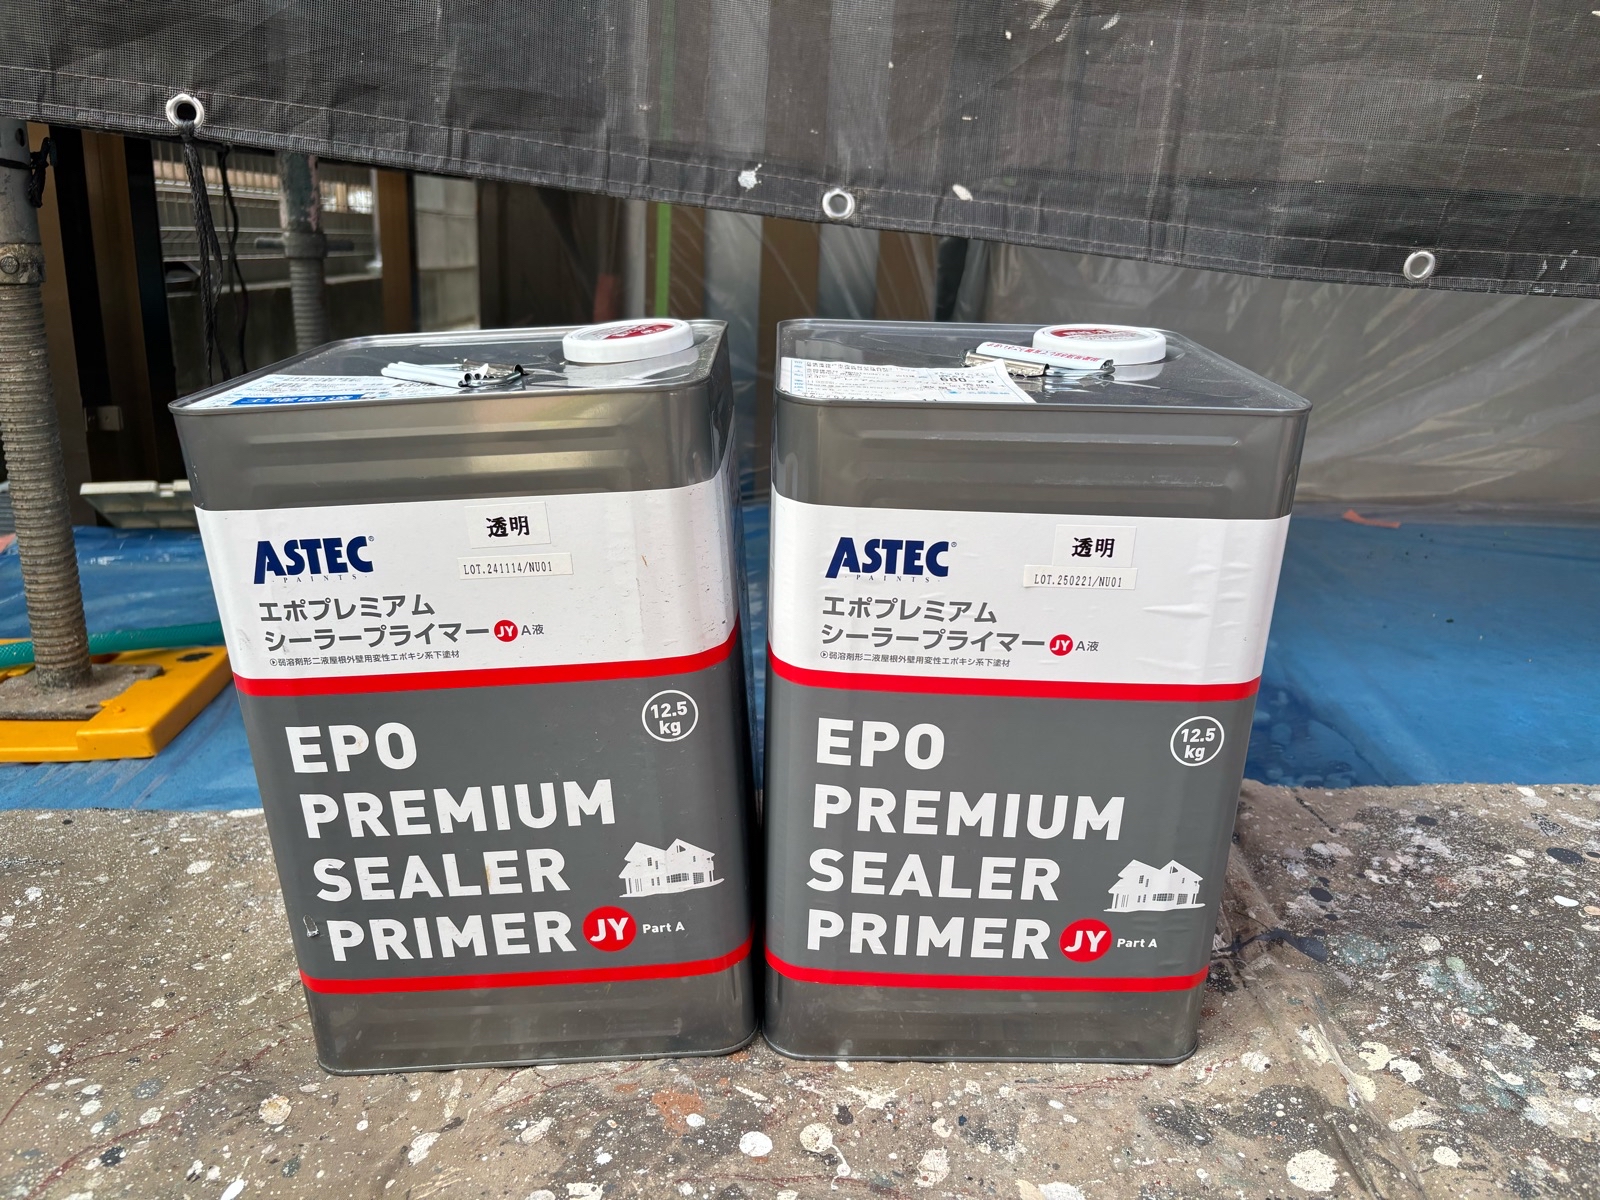 ASTEC®
PAINTS
透明
LOT.241114/NU01
エポプレミアム
シーラープライマー JY A液
弱溶剤形二液屋根外壁用変性エポキシ系下塗材
12.5
kg
EPO
PREMIUM
SEALER
PRIMER JY Part A
ASTEC®
PAINTS
透明
LOT.250221/NU01
エポプレミアム
シーラープライマー JY A液
弱溶剤形二液屋根外壁用変性エポキシ系下塗材
12.5
kg
EPO
PREMIUM
SEALER
PRIMER JY Part A